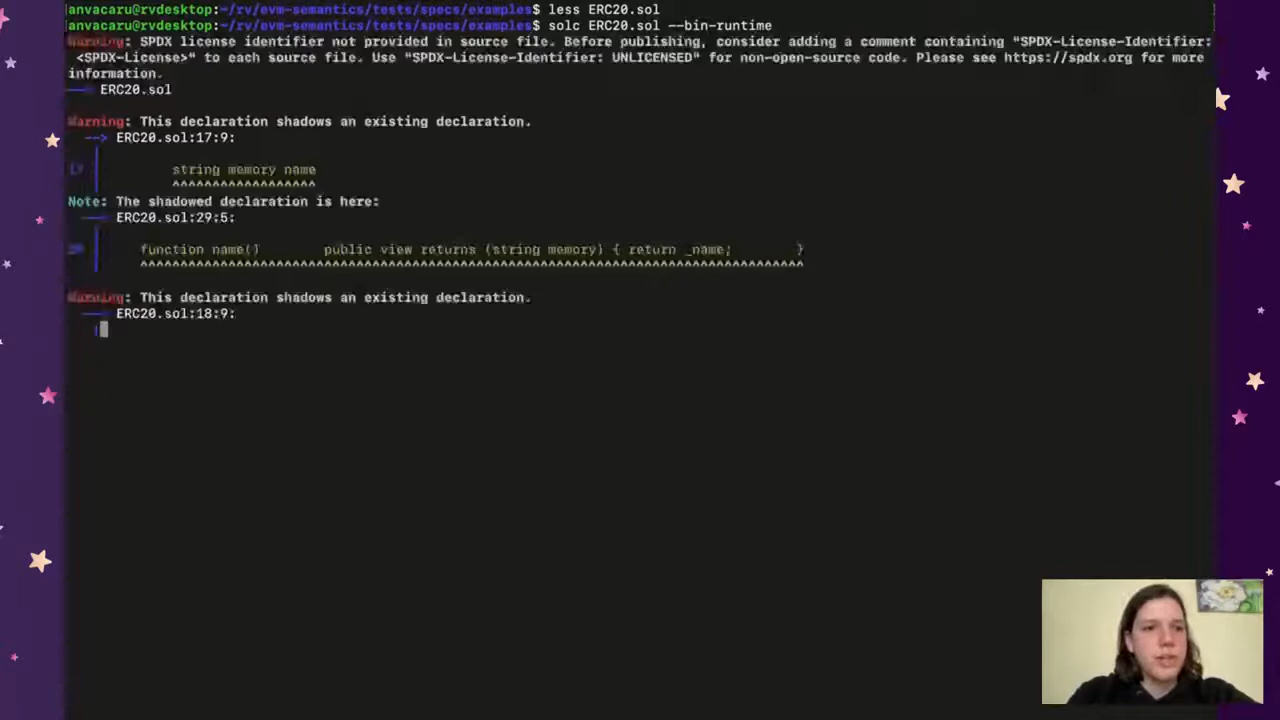 anvacaru@rvdesktop:~/rv/evm-semantics/tests/specs/examples$ less ERC20.sol
anvacaru@rvdesktop:~/rv/evm-semantics/tests/specs/examples$ solc ERC20.sol --bin-runtime
Warning: SPDX license identifier not provided in source file. Before publishing, consider adding a comment containing "SPDX-License-Identifier:
<SPDX-License>" to each source file. Use "SPDX-License-Identifier: UNLICENSED" for non-open-source code. Please see https://spdx.org for more
information.
ERC20.sol
Warning: This declaration shadows an existing declaration.
--> ERC20.sol:17:9:
17 | string memory name
^^^^^^^^^^^^^^^^^^
Note: The shadowed declaration is here:
ERC20.sol:29:5:
29 | function name() public view returns (string memory) { return _name; }
^^^^^^^^^^^^^^^^^^^^^^^^^^^^^^^^^^^^^^^^^^^^^^^^^^^^^^^^^^^^^^^^^^^^^^^^^^^^^^^^^^^
Warning: This declaration shadows an existing declaration.
ERC20.sol:18:9:
|